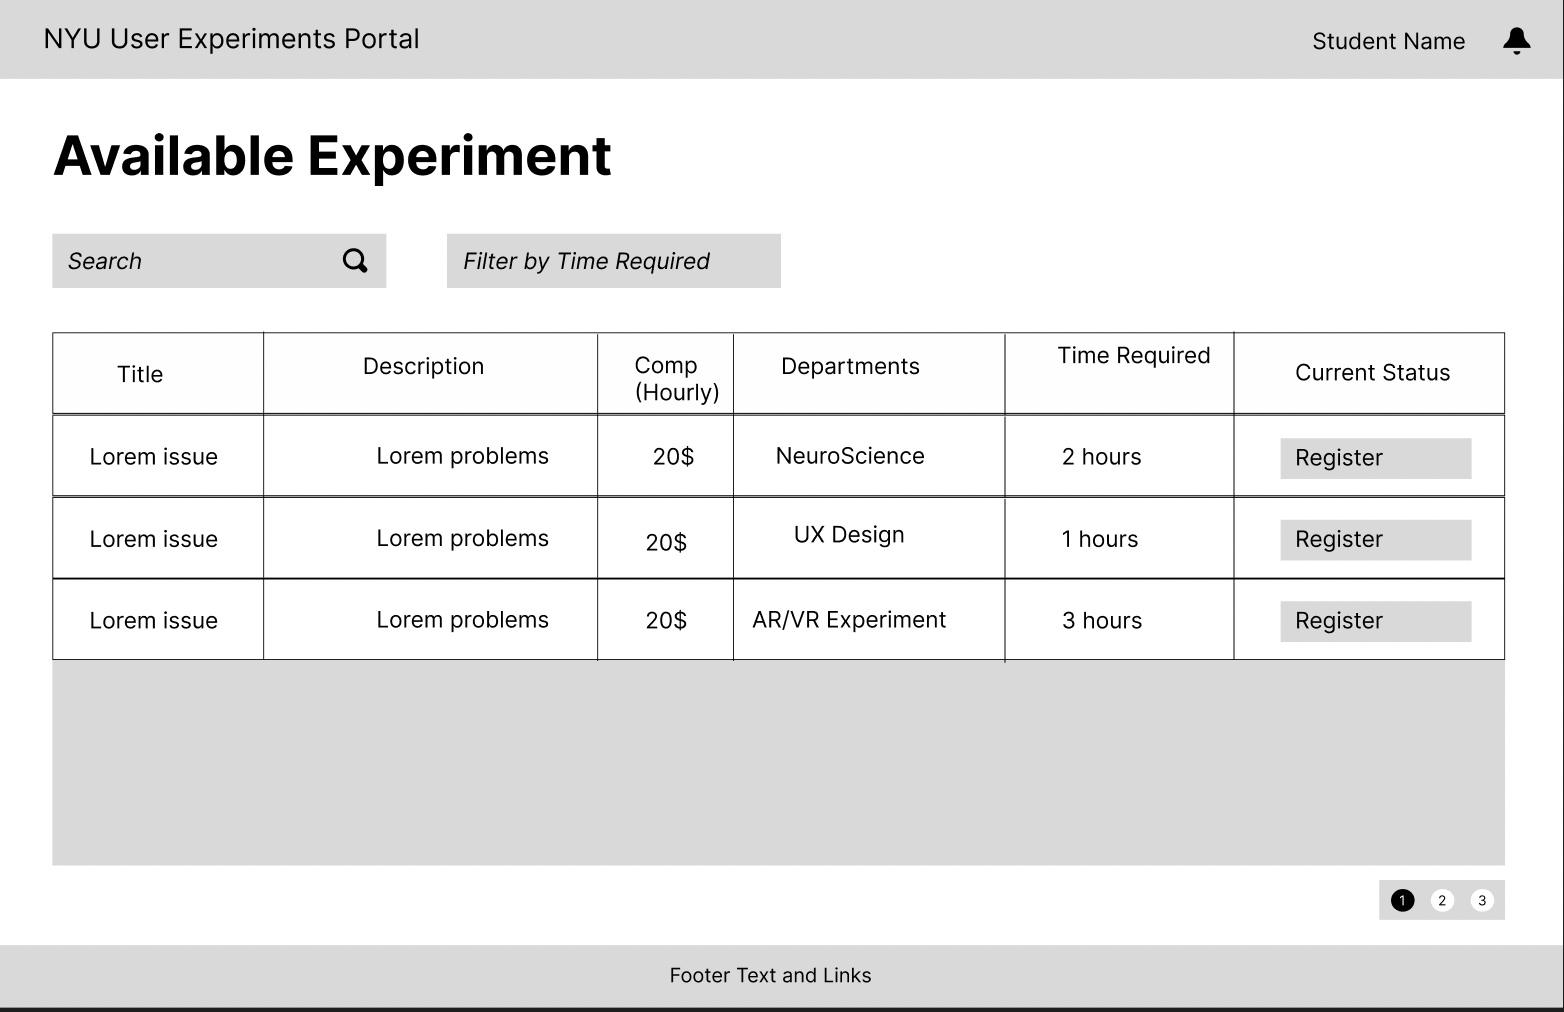 NYU User Experiments Portal
Student Name
Available Experiment
Search
Filter by Time Required
Title
Description
Comp
(Hourly)
Departments
Time Required
Current Status
Lorem issue
Lorem problems
20$
NeuroScience
2 hours
Register
Lorem issue
Lorem problems
20$
UX Design
1 hours
Register
Lorem issue
Lorem problems
20$
AR/VR Experiment
3 hours
Register
1
2
3
Footer Text and Links